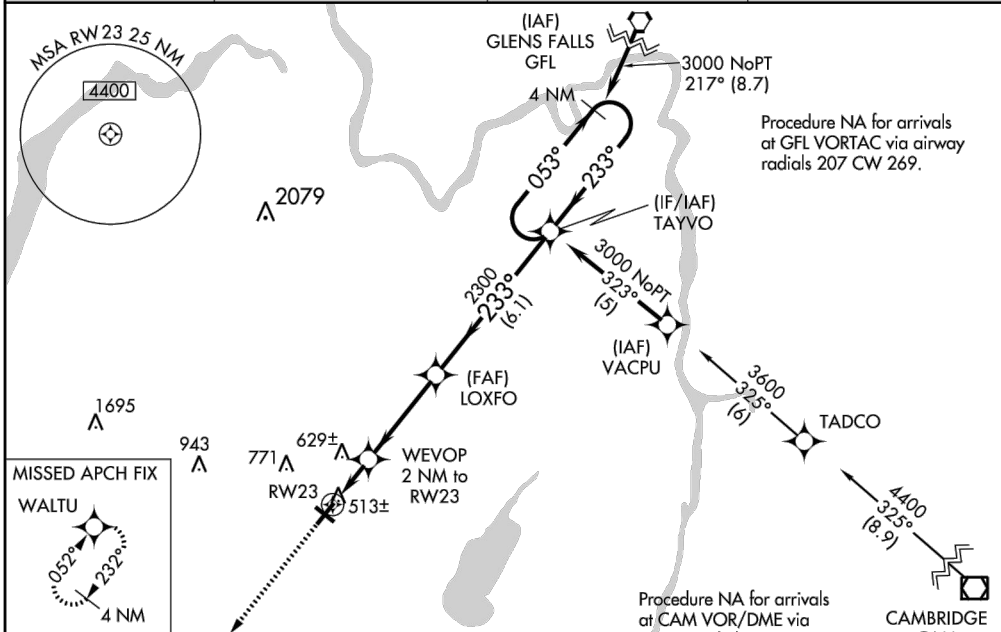 MSA RW23 25 NM
4400
(IAF)
GLENS FALLS
GFL
3000 NoPT
217° (8.7)
4 NM
Procedure NA for arrivals
at GFL VORTAC via airway
radials 207 CW 269.
053°
233°
2079
(IF/IAF)
TAYVO
3000 NoPT
323°
(5)
2300
233°
(6.1)
(IAF)
VACPU
(FAF)
LOXFO
3600
325°
(6)
TADCO
1695
943
771
629±
WEVOP
2 NM to
RW23
RW23
513±
MISSED APCH FIX
WALTU
052°
232°
4 NM
4400
325°
(8.9)
Procedure NA for arrivals
at CAM VOR/DME via
CAMBRIDGE